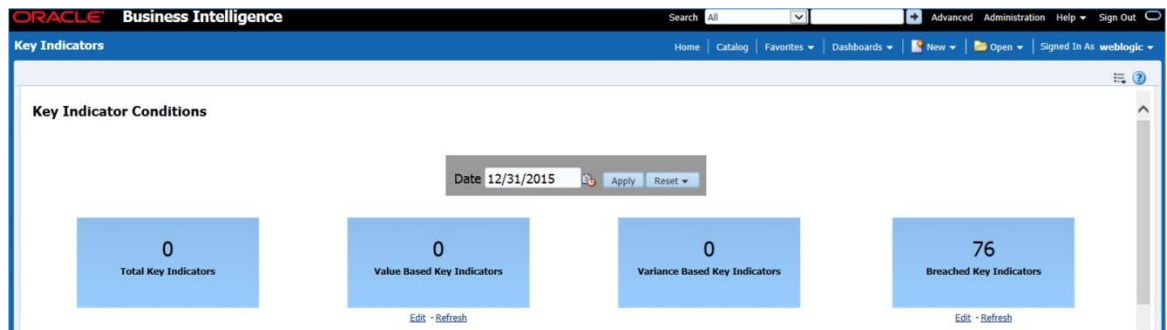 ORACLE Business Intelligence Search All Advanced Administration Help Sign Out
Key Indicators Home Catalog Favorites Dashboards New Open Signed In As weblogic
Key Indicator Conditions
Date 12/31/2015 Apply Reset
0 0 0 76
Total Key Indicators Value Based Key Indicators Variance Based Key Indicators Breached Key Indicators
Edit - Refresh Edit - Refresh